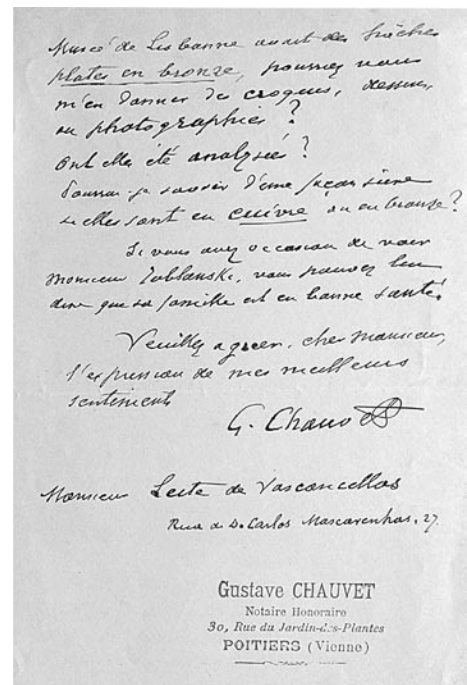 Musée de Lisbonne avait des flèches
plates en bronze, pourriez vous
m'en donner des croquis, dessins,
ou photographies?
Ont elles été analysées?
Pourrai-je savoir d'une façon sûre
si elles sont en cuivre ou en bronze?
Si vous avez occasion de voir
Monsieur Zoblanski, vous pouvez lui
dire que sa famille est en bonne santé.
Veuillez agréer, cher monsieur,
l'expression de mes meilleurs
sentiments
G. Chauvet
Monsieur Leite de Vasconcellos
Rua de D. Carlos Mascarenhas, 27
Gustave CHAUVET
Notaire Honoraire
30, Rue du Jardin-des-Plantes
POITIERS (Vienne)